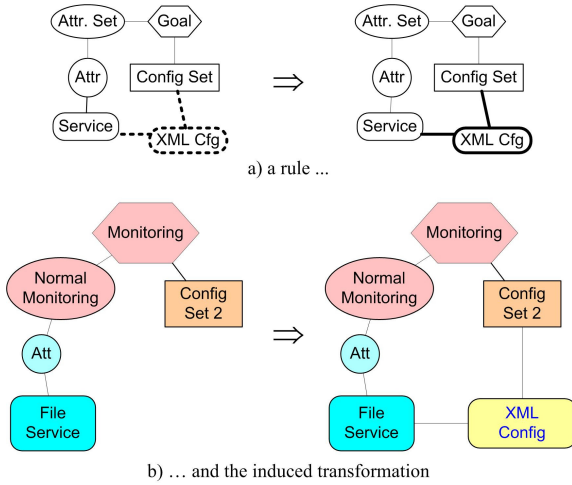 Attr. Set
Goal
Attr
Config Set
Service
XML Cfg
⇒
Attr. Set
Goal
Attr
Config Set
Service
XML Cfg
a) a rule ...
Monitoring
Normal
Monitoring
Config
Set 2
Att
File
Service
⇒
Monitoring
Normal
Monitoring
Config
Set 2
Att
File
Service
XML
Config
b) … and the induced transformation